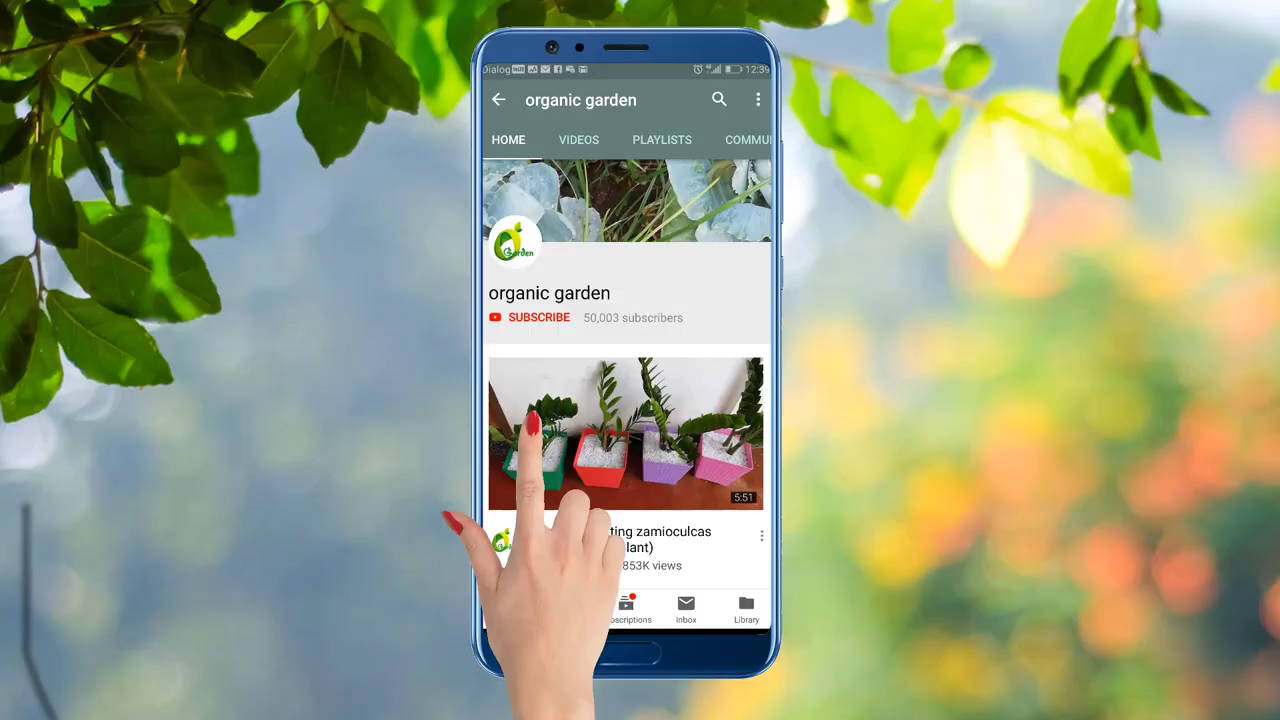 Dialog 12:39
organic garden
HOME VIDEOS PLAYLISTS COMMU
Garden
organic garden
SUBSCRIBE 50,003 subscribers
5:51
ting zamioculcas
lant)
853K views
oscriptions Inbox Library